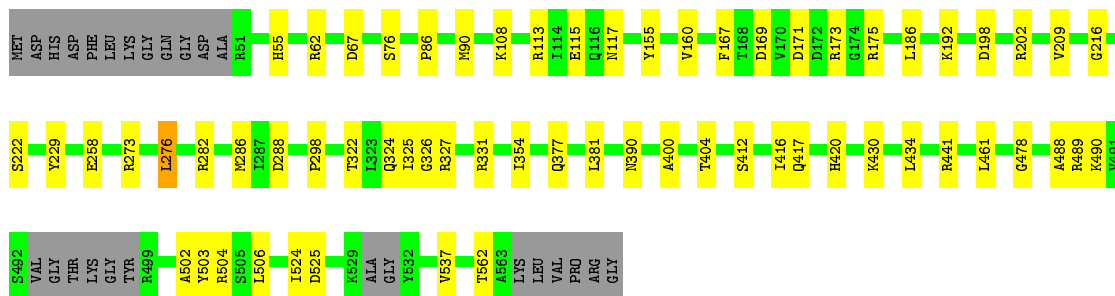 MET ASP HIS ASP PHE LEU LYS GLY GLN GLY ASP ALA R51 H55 R62 D67 S76 P86 M90 K108 R113 I114 E115 Q116 N117 Y155 V160 F167 T168 D169 V170 D171 D172 R173 G174 R175 L186 K192 D198 R202 V209 G216
S222 Y229 E258 R273 L276 R282 M286 I287 D288 P298 T322 L323 Q324 I325 G326 R327 R331 I354 Q377 L381 N390 A400 T404 S412 I416 Q417 H420 K430 L434 R441 L461 G478 A488 R489 K490 Y491
S492 VAL GLY THR LYS GLY TYR R499 A502 Y503 R504 S505 L506 I524 D525 K529 ALA GLY Y532 V537 T562 A563 LYS LEU VAL PRO ARG GLY